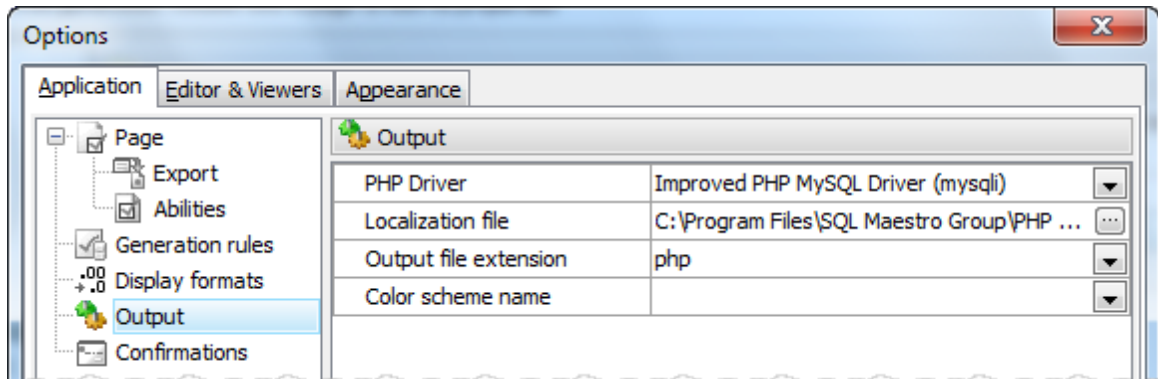 Options
Application Editor & Viewers Appearance
Page
Export
Abilities
Generation rules
Display formats
Output
Confirmations
Output
PHP Driver Improved PHP MySQL Driver (mysqli)
Localization file C:\Program Files\SQL Maestro Group\PHP ... ...
Output file extension php
Color scheme name